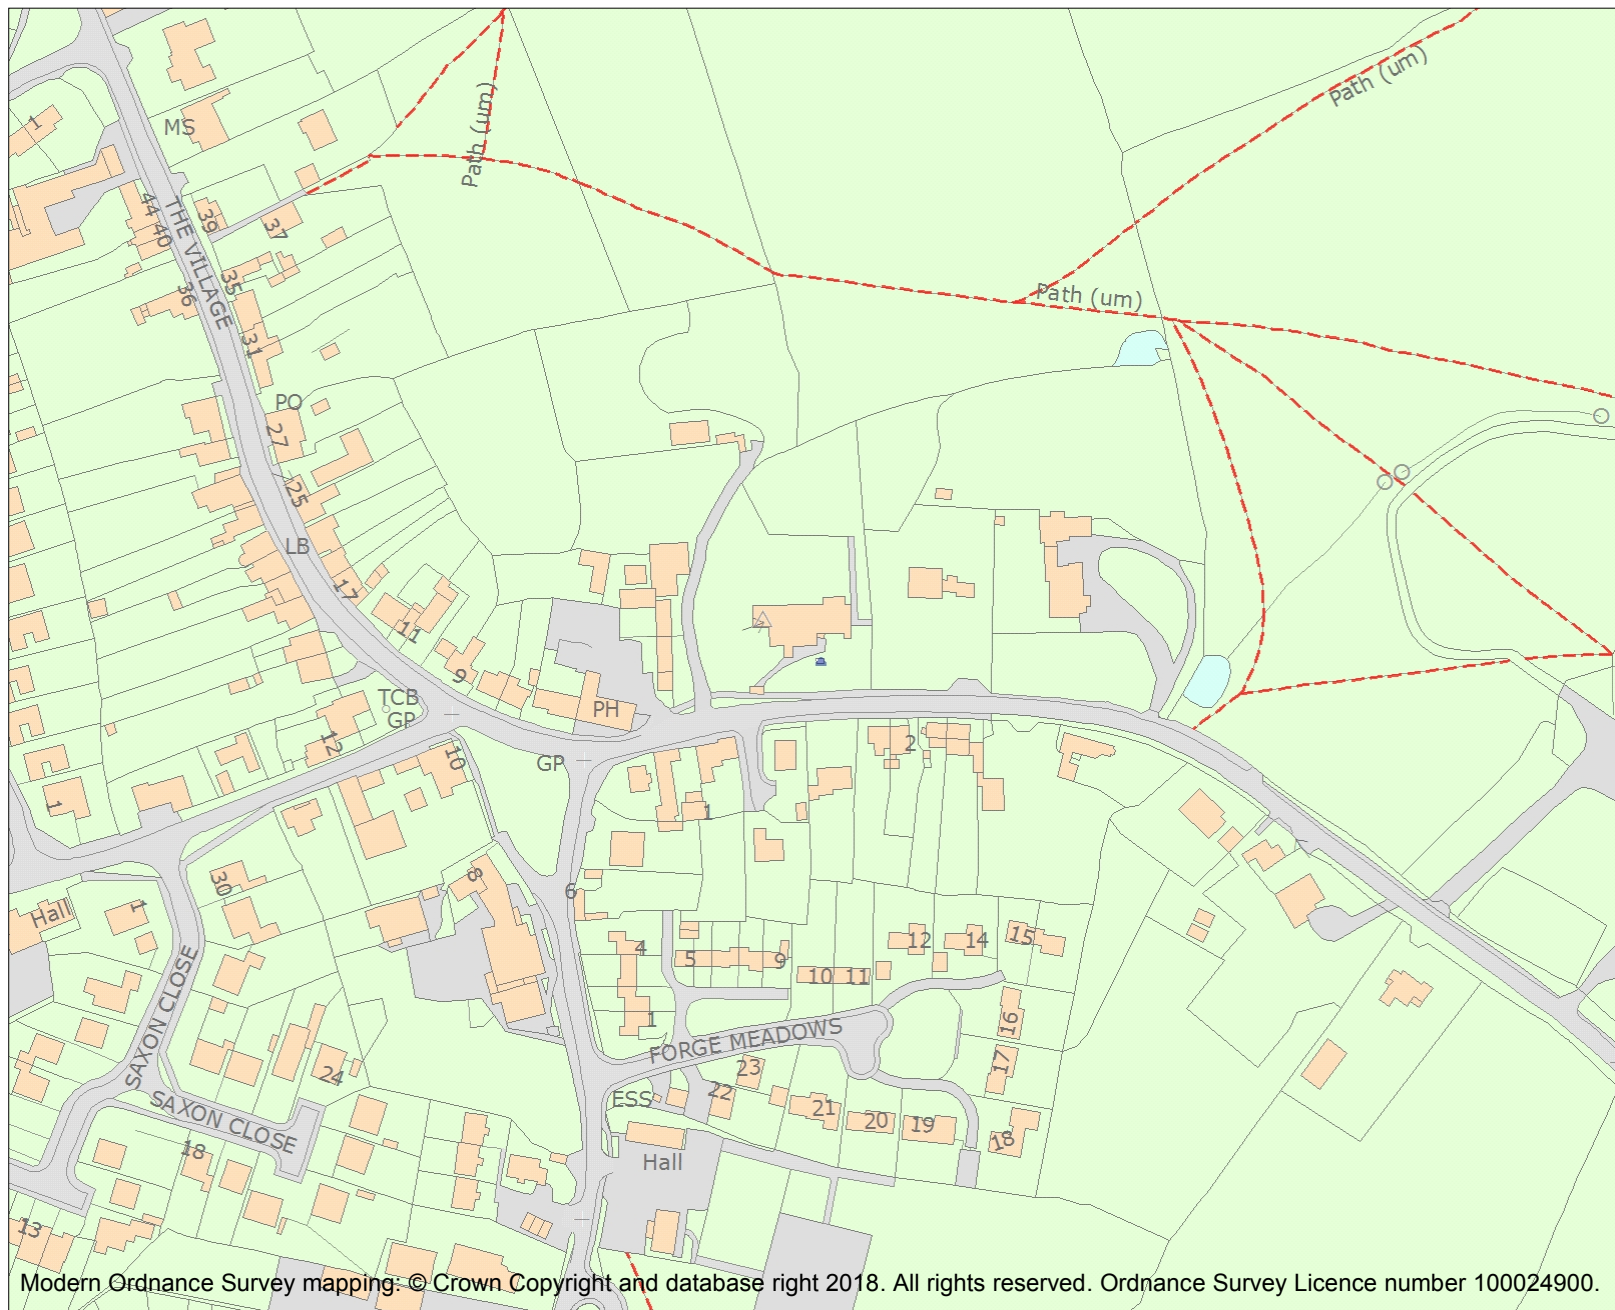 Path (um)
Path (um)
1
MS
44
THE VILLAGE
39
37
40
35
36
Path (um)
31
PO
27
25
LB
17
11
9
TCB
GP
PH
12
10
GP
2
1
1
8
30
6
Hall
1
4
12
14
15
5
9
10
11
SAXON CLOSE
1
16
FORGE MEADOWS
24
23
17
22
ESS
21
20
19
SAXON CLOSE
18
18
Hall
13
Modern Ordnance Survey mapping: © Crown Copyright and database right 2018. All rights reserved. Ordnance Survey Licence number 100024900.